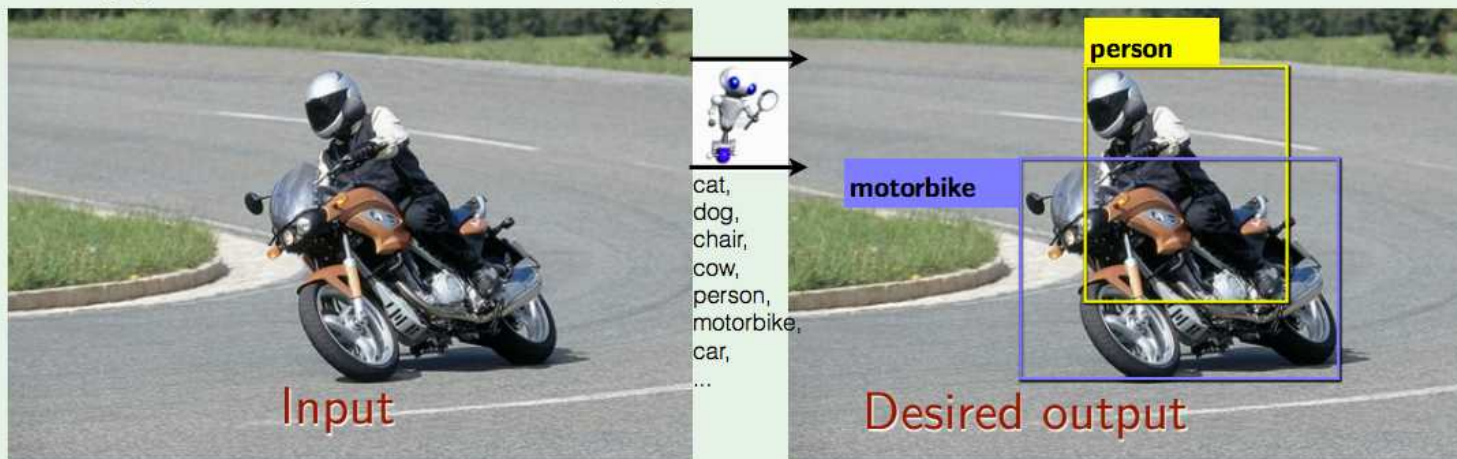 person
motorbike
cat,
dog,
chair,
cow,
person,
motorbike,
car,
...
Input
Desired output